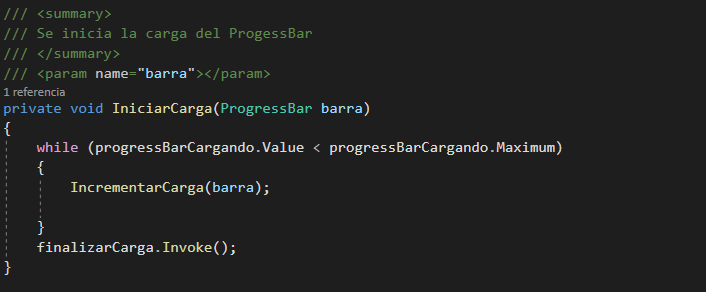 /// <summary>
/// Se inicia la carga del ProgessBar
/// </summary>
/// <param name="barra"></param>
1 referencia
private void IniciarCarga(ProgressBar barra)
{
    while (progressBarCargando.Value < progressBarCargando.Maximum)
    {
        IncrementarCarga(barra);
    }
    finalizarCarga.Invoke();
}